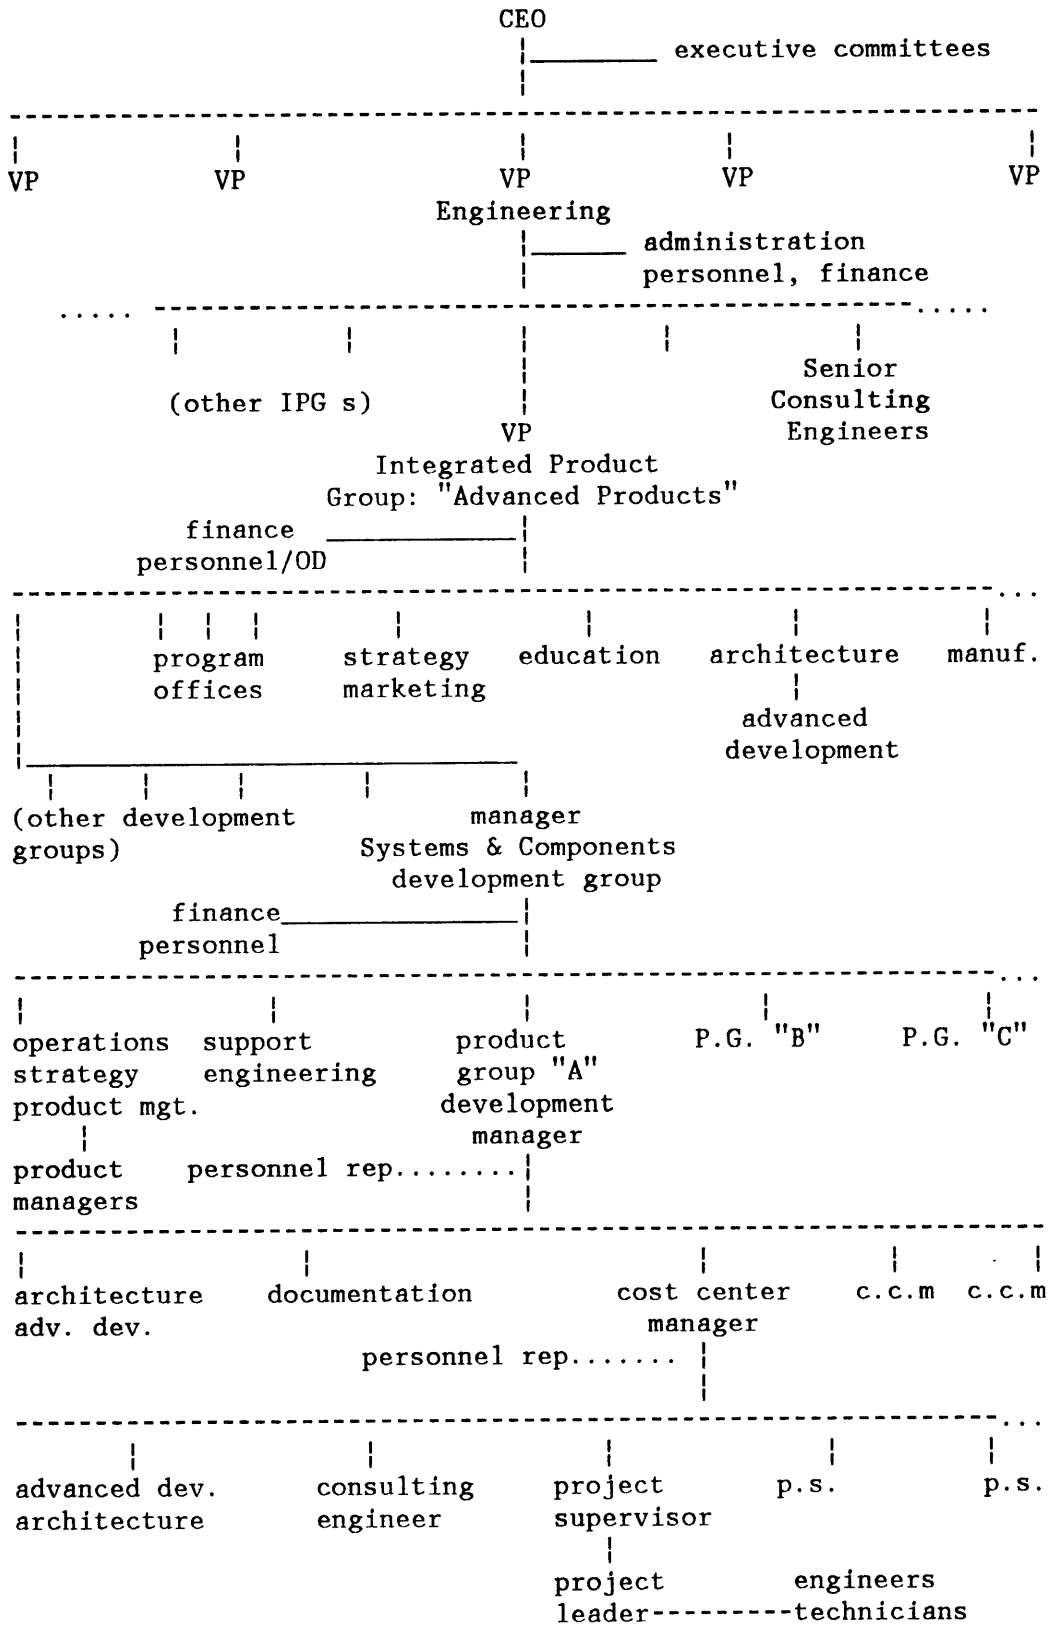 CEO
executive committees
VP VP VP VP VP
Engineering
administration
personnel, finance
..... .....
Senior
(other IPG s) Consulting
VP Engineers
Integrated Product
Group: "Advanced Products"
finance
personnel/OD
...
program strategy education architecture manuf.
offices marketing
advanced
development
(other development manager
groups) Systems & Components
development group
finance
personnel
...
operations support product P.G. "B" P.G. "C"
strategy engineering group "A"
product mgt. development
manager
product personnel rep........
managers
architecture documentation cost center c.c.m c.c.m
adv. dev. manager
personnel rep.......
...
advanced dev. consulting project p.s. p.s.
architecture engineer supervisor
project engineers
leader---------technicians